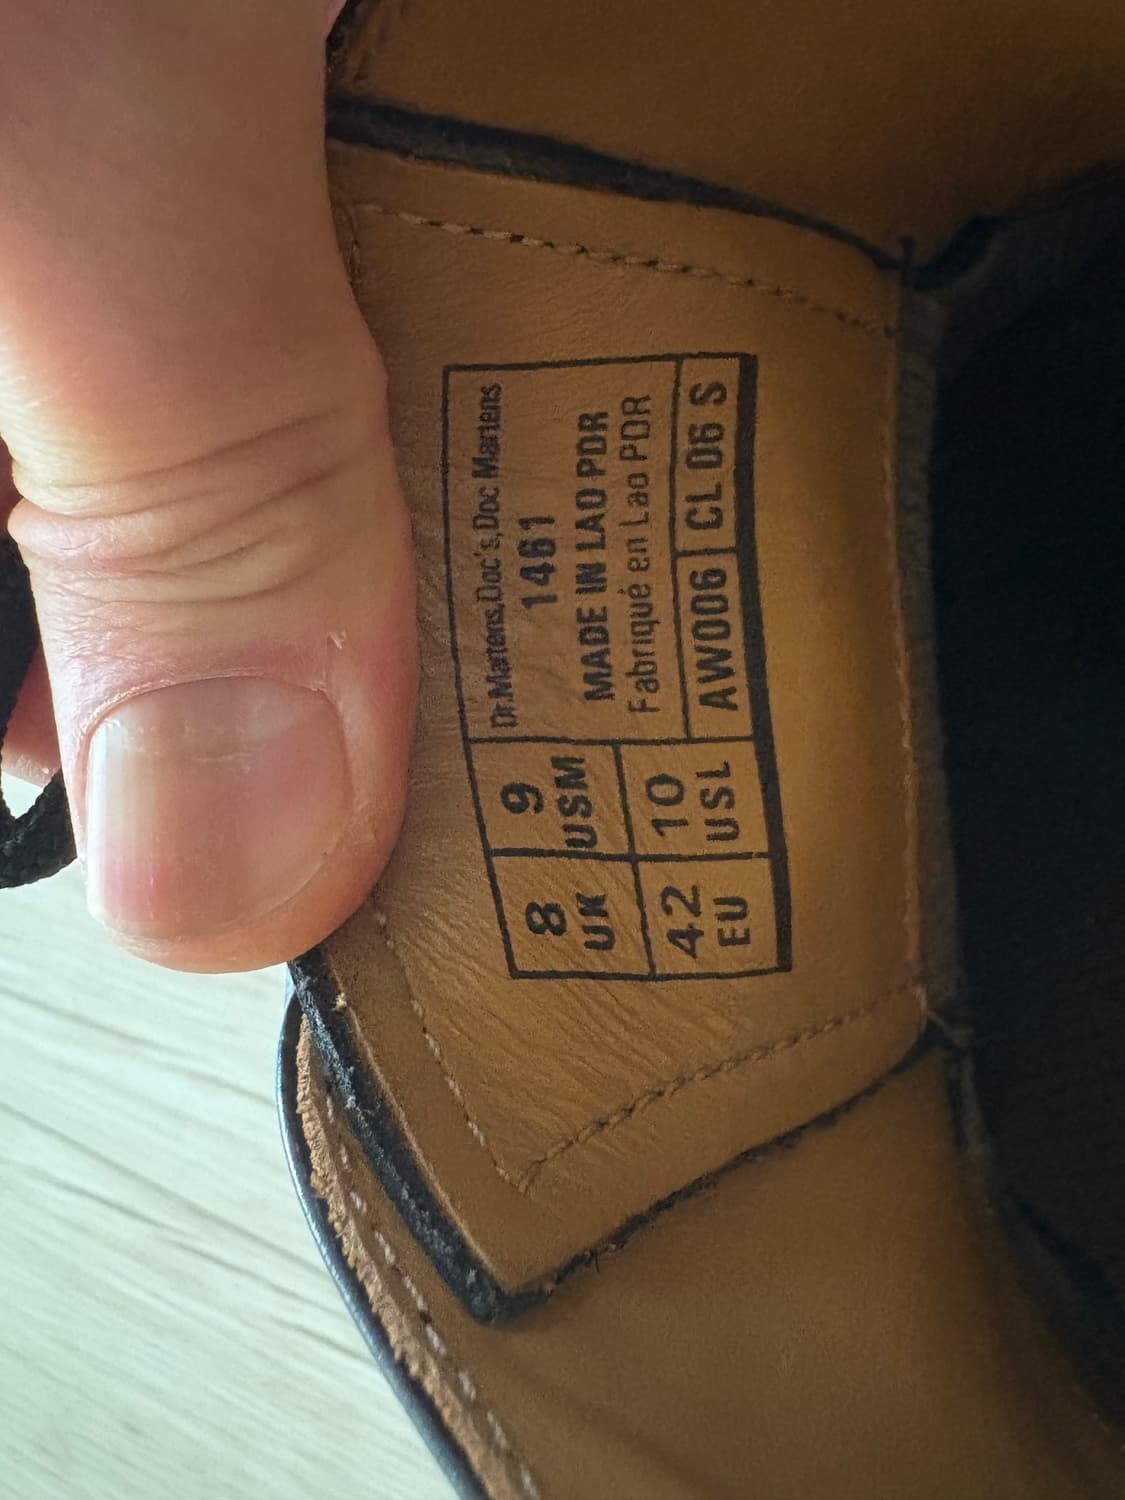 8
UK
9
USM
42
EU
10
USL
Dr.Martens,Doc's,Doc Martens
1461
MADE IN LAO PDR
Fabriqué en Lao PDR
AW006 CL 06 S